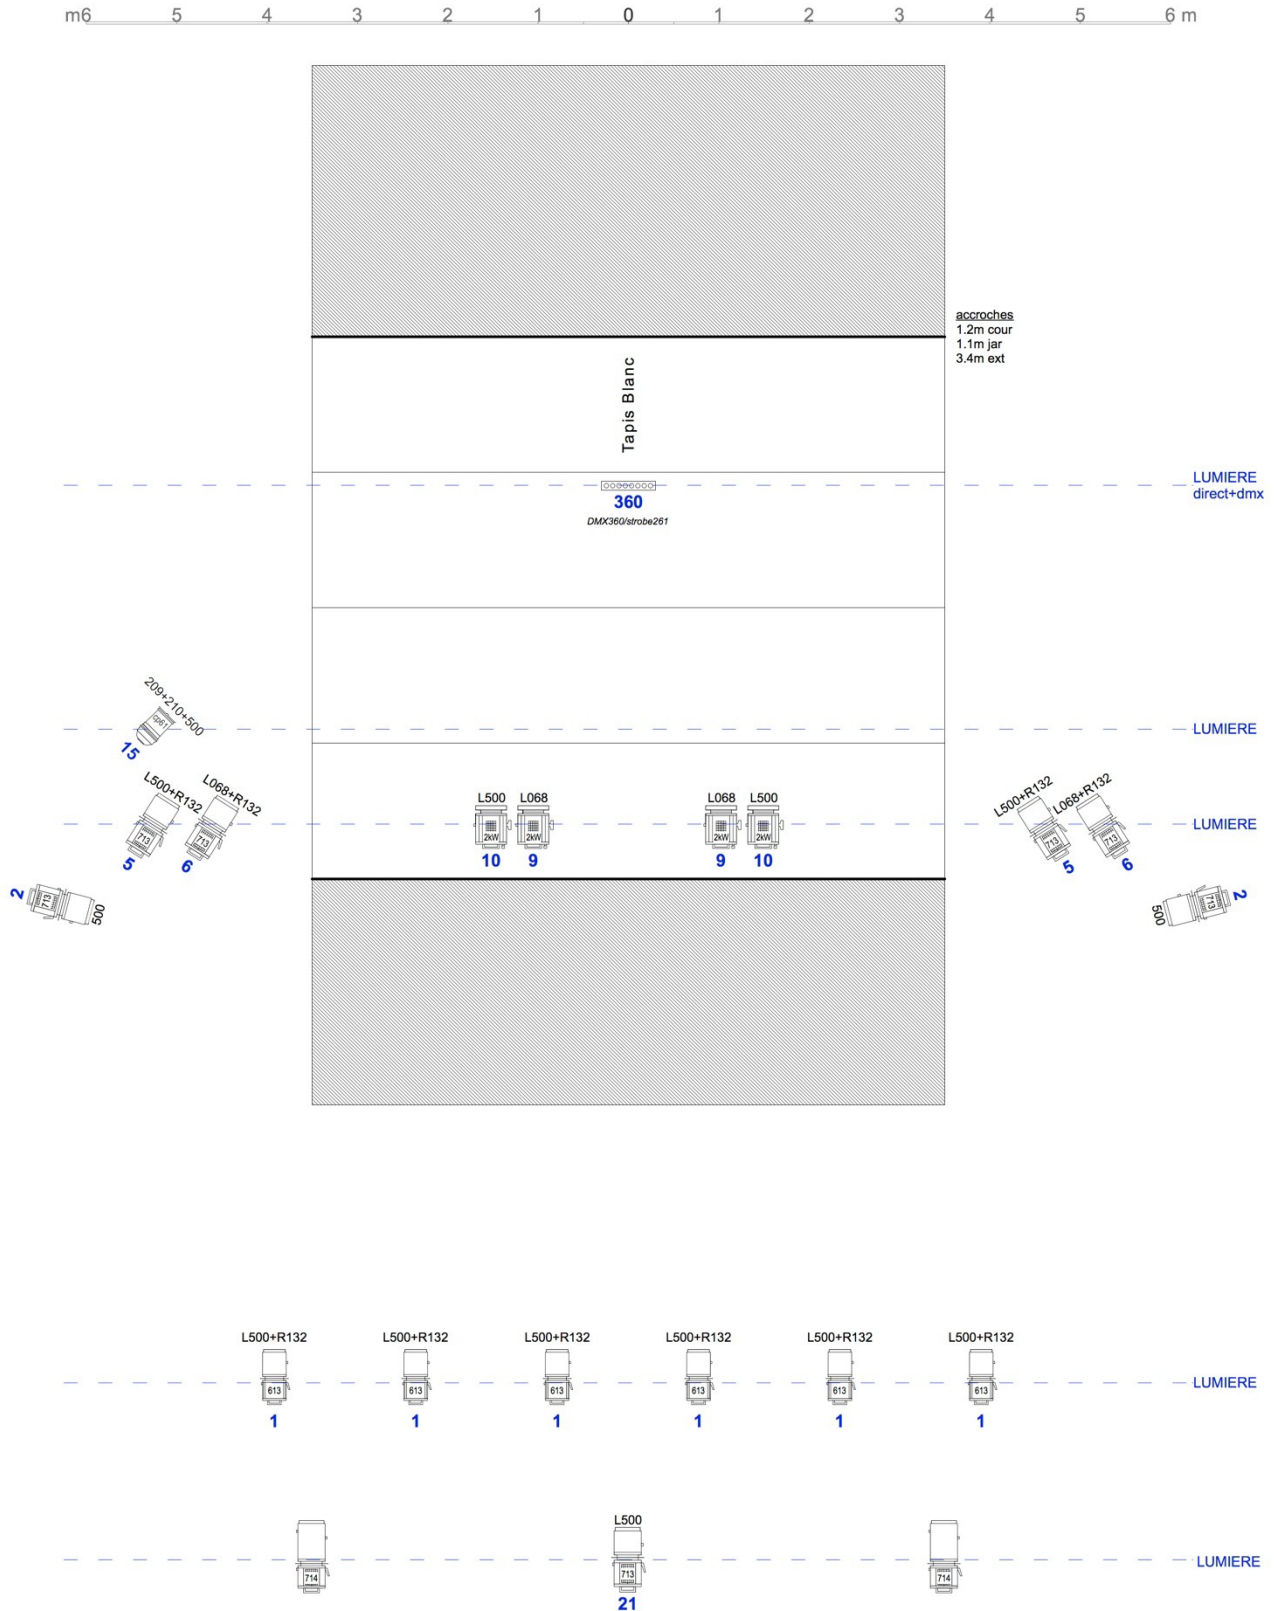 m6 5 4 3 2 1 0 1 2 3 4 5 6 m
accroches
1.2m cour
1.1m jar
3.4m ext
Tapis Blanc
LUMIERE
direct+dmx
360
DMX360/strobe261
209+210+500
cp61
15
LUMIERE
L500+R132
713
5
L068+R132
713
6
L500
2kW
10
L068
2kW
9
L068
2kW
9
L500
2kW
10
L500+R132
713
5
L068+R132
713
6
LUMIERE
2
713
500
500
713
2
L500+R132 L500+R132 L500+R132 L500+R132 L500+R132 L500+R132
613 613 613 613 613 613
LUMIERE
1 1 1 1 1 1
L500
714 713 714
LUMIERE
21